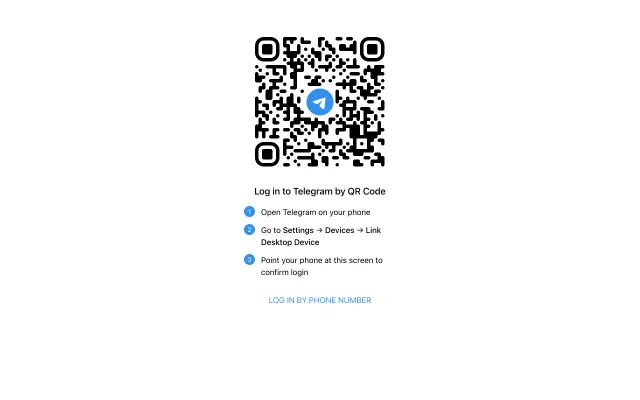 Log in to Telegram by QR Code
1 Open Telegram on your phone
2 Go to Settings → Devices → Link
Desktop Device
3 Point your phone at this screen to
confirm login
LOG IN BY PHONE NUMBER